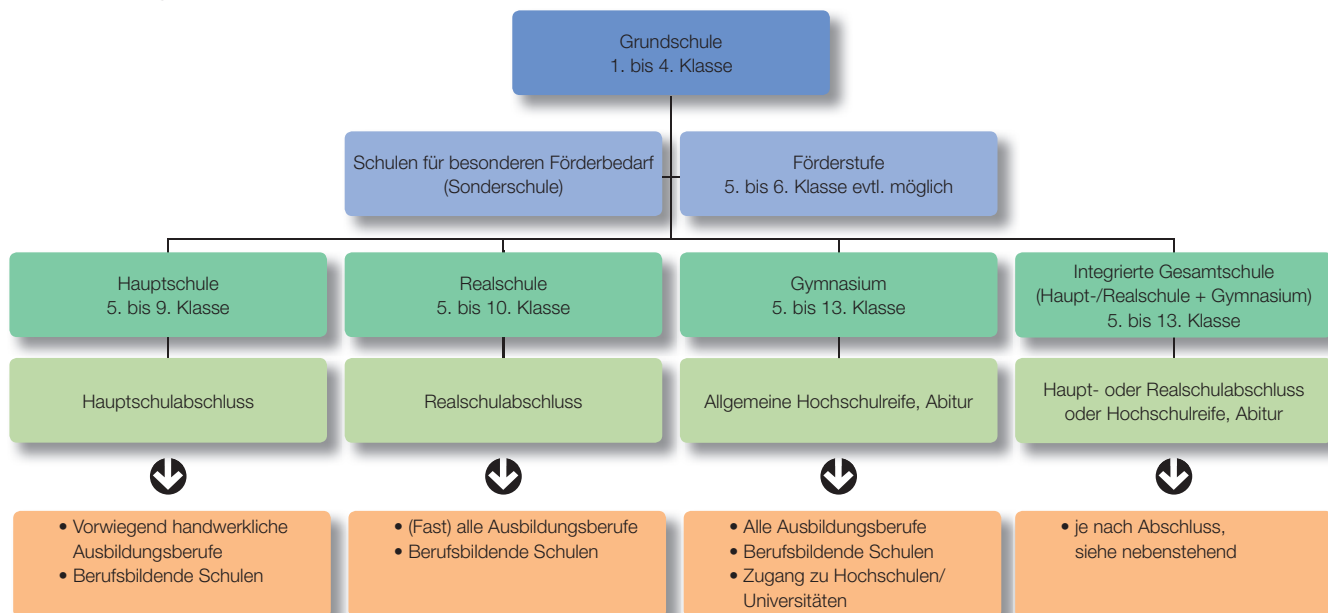 Grundschule
1. bis 4. Klasse
Schulen für besonderen Förderbedarf
(Sonderschule)
Förderstufe
5. bis 6. Klasse evtl. möglich
Hauptschule
5. bis 9. Klasse
Realschule
5. bis 10. Klasse
Gymnasium
5. bis 13. Klasse
Integrierte Gesamtschule
(Haupt-/Realschule + Gymnasium)
5. bis 13. Klasse
Hauptschulabschluss
Realschulabschluss
Allgemeine Hochschulreife, Abitur
Haupt- oder Realschulabschluss
oder Hochschulreife, Abitur
• Vorwiegend handwerkliche
Ausbildungsberufe
• Berufsbildende Schulen
• (Fast) alle Ausbildungsberufe
• Berufsbildende Schulen
• Alle Ausbildungsberufe
• Berufsbildende Schulen
• Zugang zu Hochschulen/
Universitäten
• je nach Abschluss,
siehe nebenstehend